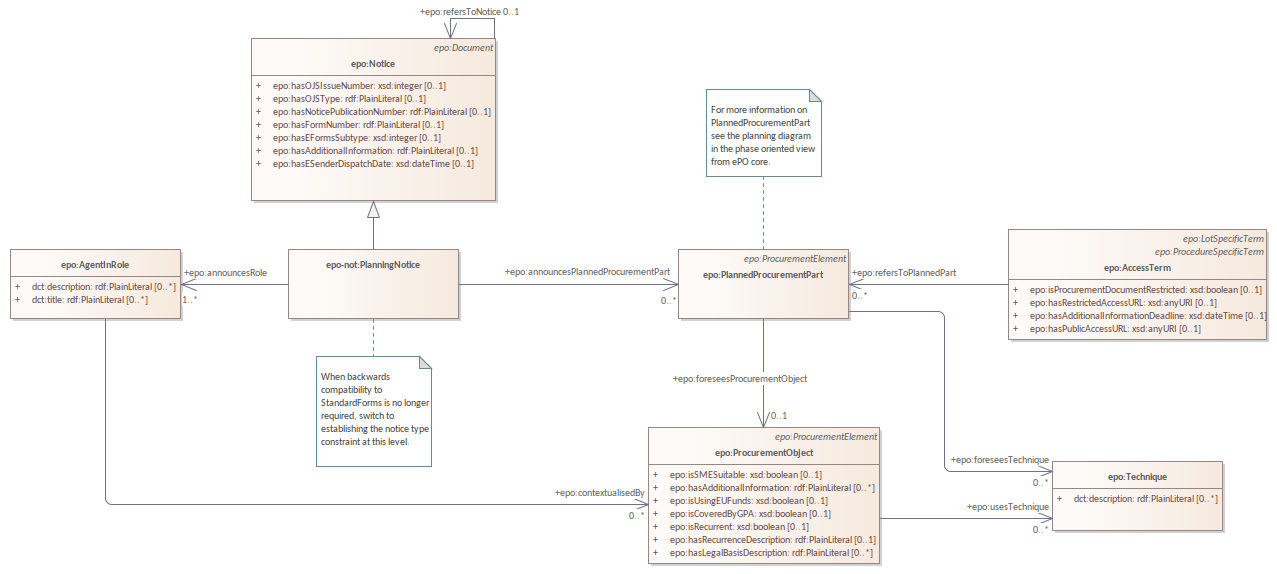 +epo:refersToNotice 0..1
epo:Document
epo:Notice
+ epo:hasOJSIssueNumber: xsd:integer [0..1]
+ epo:hasOJSType: rdf:PlainLiteral [0..1]
+ epo:hasNoticePublicationNumber: rdf:PlainLiteral [0..1]
+ epo:hasFormNumber: rdf:PlainLiteral [0..1]
+ epo:hasEFormsSubtype: xsd:integer [0..1]
+ epo:hasAdditionalInformation: rdf:PlainLiteral [0..1]
+ epo:hasESenderDispatchDate: xsd:dateTime [0..1]
For more information on
PlannedProcurementPart
see the planning diagram
in the phase oriented view
from ePO core.
epo:AgentInRole
+ dct:description: rdf:PlainLiteral [0..*]
+ dct:title: rdf:PlainLiteral [0..*]
+epo:announcesRole
1..*
epo-not:PlanningNotice
+epo:announcesPlannedProcurementPart
0..*
epo:ProcurementElement
epo:PlannedProcurementPart
+epo:refersToPlannedPart
0..*
epo:LotSpecificTerm
epo:ProcedureSpecificTerm
epo:AccessTerm
+ epo:isProcurementDocumentRestricted: xsd:boolean [0..1]
+ epo:hasRestrictedAccessURL: xsd:anyURI [0..1]
+ epo:hasAdditionalInformationDeadline: xsd:dateTime [0..1]
+ epo:hasPublicAccessURL: xsd:anyURI [0..1]
When backwards
compatibility to
StandardForms is no longer
required, switch to
establishing the notice type
constraint at this level.
+epo:foreseesProcurementObject
0..1
epo:ProcurementElement
epo:ProcurementObject
+ epo:isSMESuitable: xsd:boolean [0..1]
+ epo:hasAdditionalInformation: rdf:PlainLiteral [0..*]
+ epo:isUsingEUFunds: xsd:boolean [0..1]
+ epo:isCoveredByGPA: xsd:boolean [0..1]
+ epo:isRecurrent: xsd:boolean [0..1]
+ epo:hasRecurrenceDescription: rdf:PlainLiteral [0..1]
+ epo:hasLegalBasisDescription: rdf:PlainLiteral [0..*]
+epo:contextualisedBy
0..*
+epo:foreseesTechnique
0..*
+epo:usesTechnique
0..*
epo:Technique
+ dct:description: rdf:PlainLiteral [0..*]